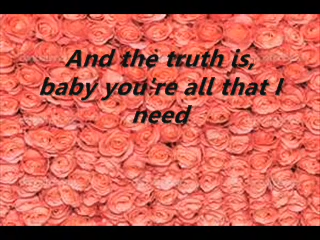 And the truth is,
baby you're all that I
need